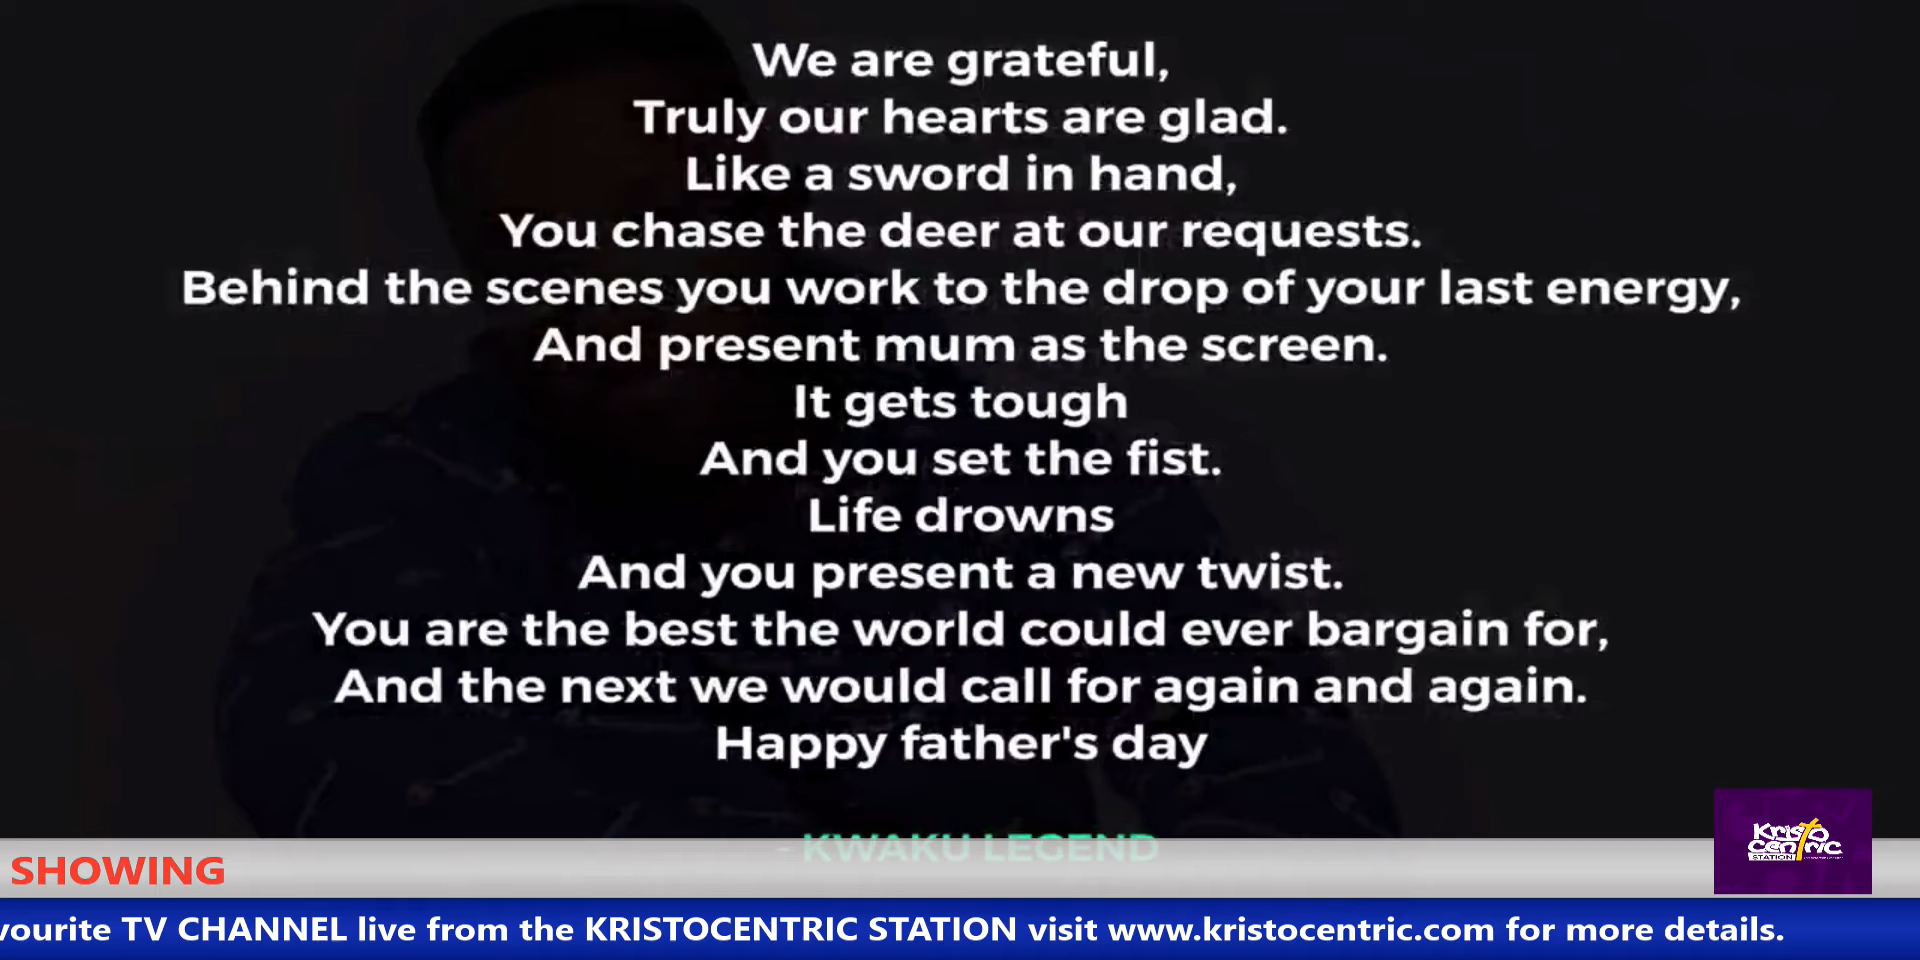 We are grateful,
Truly our hearts are glad.
Like a sword in hand,
You chase the deer at our requests.
Behind the scenes you work to the drop of your last energy,
And present mum as the screen.
It gets tough
And you set the fist.
Life drowns
And you present a new twist.
You are the best the world could ever bargain for,
And the next we would call for again and again.
Happy father's day
- KWAKU LEGEND
Kristo
Centric
STATION
SHOWING
vourite TV CHANNEL live from the KRISTOCENTRIC STATION visit www.kristocentric.com for more details.